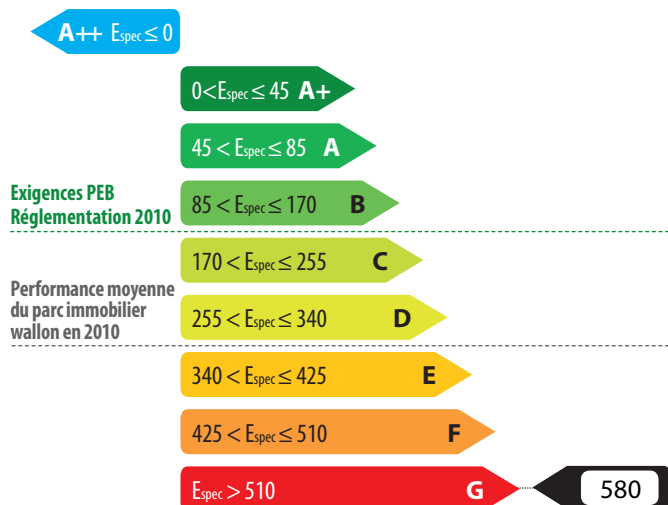 A++ Espec ≤ 0
0<Espec ≤ 45 A+
45 < Espec ≤ 85 A
Exigences PEB
Réglementation 2010
85 < Espec ≤ 170 B
170 < Espec ≤ 255 C
Performance moyenne
du parc immobilier
wallon en 2010
255 < Espec ≤ 340 D
340 < Espec ≤ 425 E
425 < Espec ≤ 510 F
Espec > 510 G 580